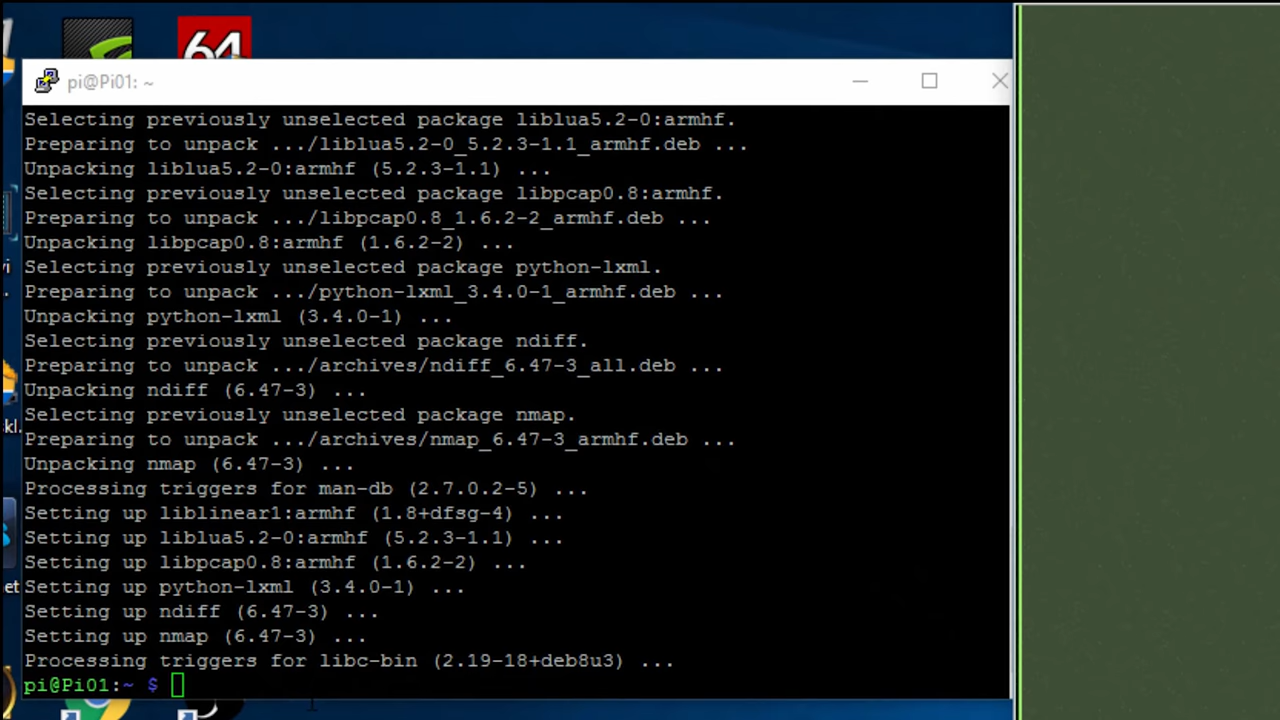 64
pi@Pi01: ~
Selecting previously unselected package liblua5.2-0:armhf.
Preparing to unpack .../liblua5.2-0_5.2.3-1.1_armhf.deb ...
Unpacking liblua5.2-0:armhf (5.2.3-1.1) ...
Selecting previously unselected package libpcap0.8:armhf.
Preparing to unpack .../libpcap0.8_1.6.2-2_armhf.deb ...
Unpacking libpcap0.8:armhf (1.6.2-2) ...
Selecting previously unselected package python-lxml.
Preparing to unpack .../python-lxml_3.4.0-1_armhf.deb ...
Unpacking python-lxml (3.4.0-1) ...
Selecting previously unselected package ndiff.
Preparing to unpack .../archives/ndiff_6.47-3_all.deb ...
Unpacking ndiff (6.47-3) ...
Selecting previously unselected package nmap.
Preparing to unpack .../archives/nmap_6.47-3_armhf.deb ...
Unpacking nmap (6.47-3) ...
Processing triggers for man-db (2.7.0.2-5) ...
Setting up liblinear1:armhf (1.8+dfsg-4) ...
Setting up liblua5.2-0:armhf (5.2.3-1.1) ...
Setting up libpcap0.8:armhf (1.6.2-2) ...
Setting up python-lxml (3.4.0-1) ...
Setting up ndiff (6.47-3) ...
Setting up nmap (6.47-3) ...
Processing triggers for libc-bin (2.19-18+deb8u3) ...
pi@Pi01:~ $